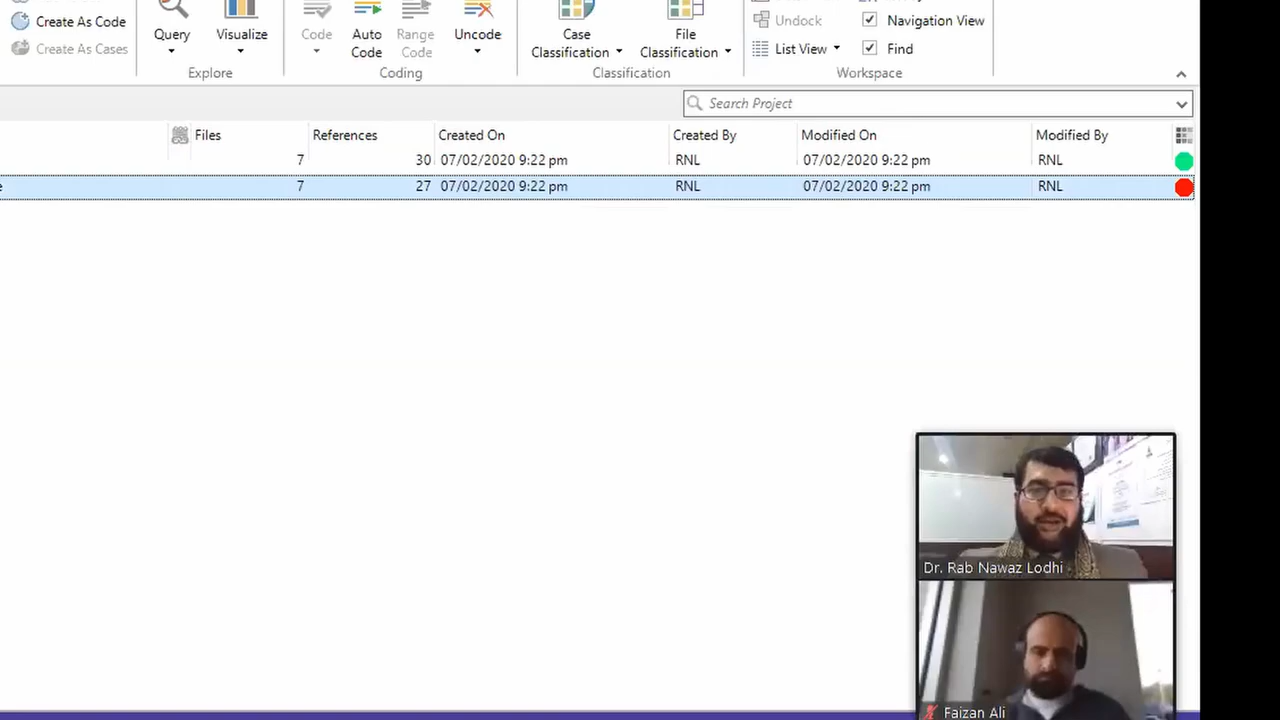 Create As Code
Create As Cases
Query
Visualize
Explore
Code
Auto Code
Range Code
Uncode
Coding
Case Classification
File Classification
Classification
Undock
List View
Navigation View
Find
Workspace
Search Project
Files References Created On Created By Modified On Modified By
7 30 07/02/2020 9:22 pm RNL 07/02/2020 9:22 pm RNL
e 7 27 07/02/2020 9:22 pm RNL 07/02/2020 9:22 pm RNL
Dr. Rab Nawaz Lodhi
Faizan Ali